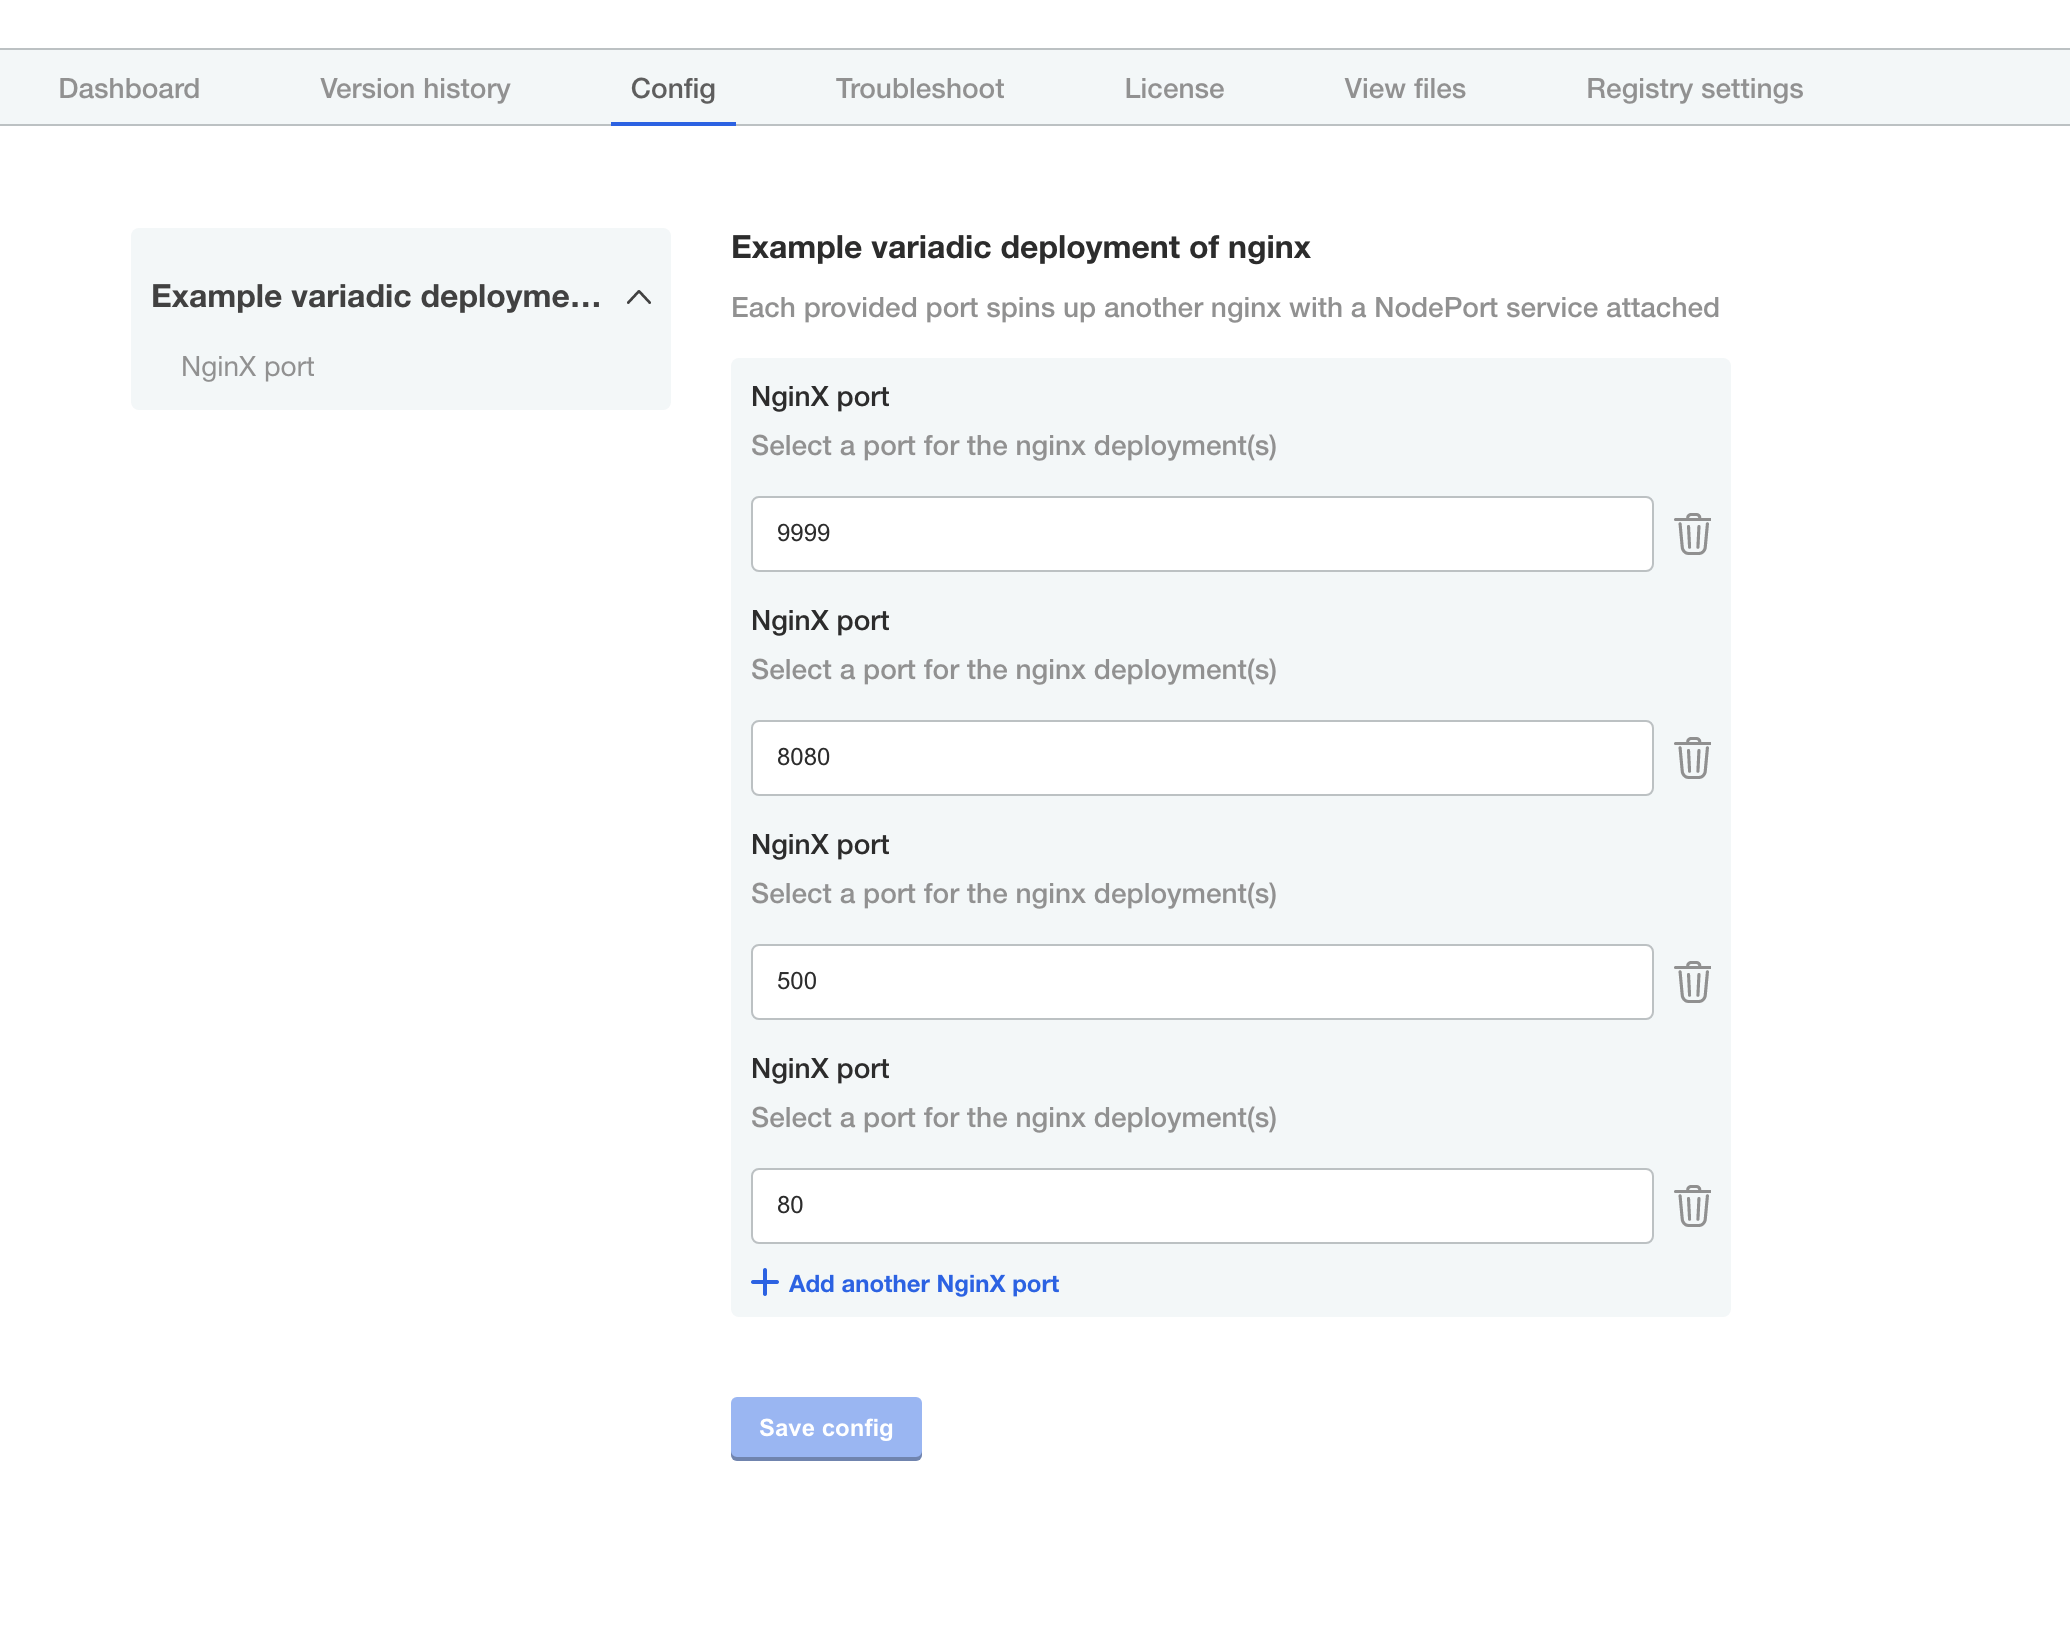 Dashboard Version history Config Troubleshoot License View files Registry settings
Example variadic deployme...
NginX port
Example variadic deployment of nginx
Each provided port spins up another nginx with a NodePort service attached
NginX port
Select a port for the nginx deployment(s)
9999
NginX port
Select a port for the nginx deployment(s)
8080
NginX port
Select a port for the nginx deployment(s)
500
NginX port
Select a port for the nginx deployment(s)
80
Add another NginX port
Save config